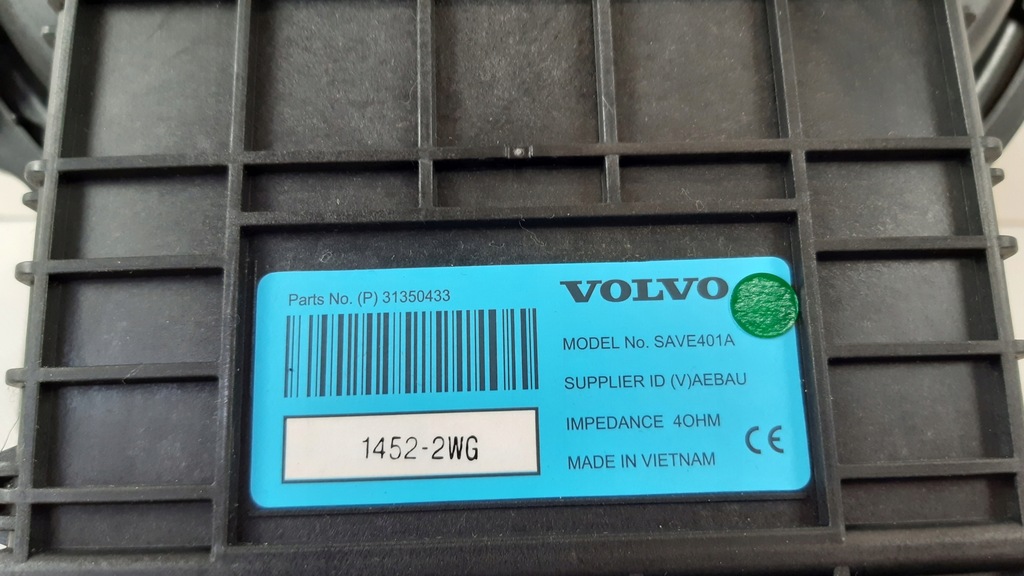 Parts No. (P) 31350433
1452-2WG
VOLVO
MODEL No. SAVE401A
SUPPLIER ID (V)AEBAU
IMPEDANCE 4OHM
MADE IN VIETNAM
CE